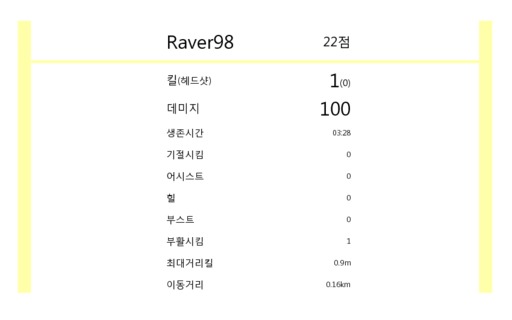 Raver98 22점
킬(헤드샷) 1(0)
데미지 100
생존시간 03:28
기절시킴 0
어시스트 0
힐 0
부스트 0
부활시킴 1
최대거리킬 0.9m
이동거리 0.16km